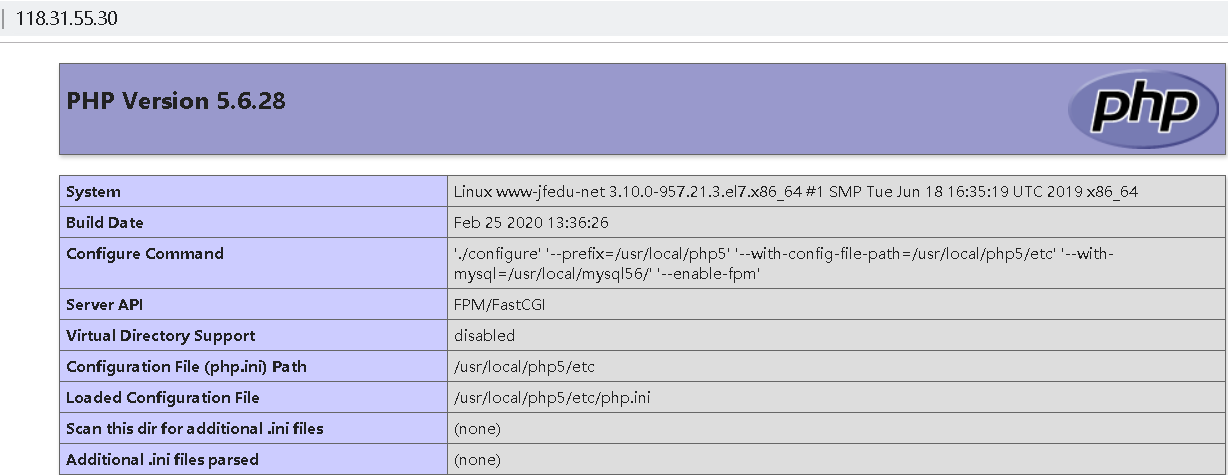 118.31.55.30
PHP Version 5.6.28
php
System Linux www-jfedu-net 3.10.0-957.21.3.el7.x86_64 #1 SMP Tue Jun 18 16:35:19 UTC 2019 x86_64
Build Date Feb 25 2020 13:36:26
Configure Command './configure' '--prefix=/usr/local/php5' '--with-config-file-path=/usr/local/php5/etc' '--with-
mysql=/usr/local/mysql56/' '--enable-fpm'
Server API FPM/FastCGI
Virtual Directory Support disabled
Configuration File (php.ini) Path /usr/local/php5/etc
Loaded Configuration File /usr/local/php5/etc/php.ini
Scan this dir for additional .ini files (none)
Additional .ini files parsed (none)